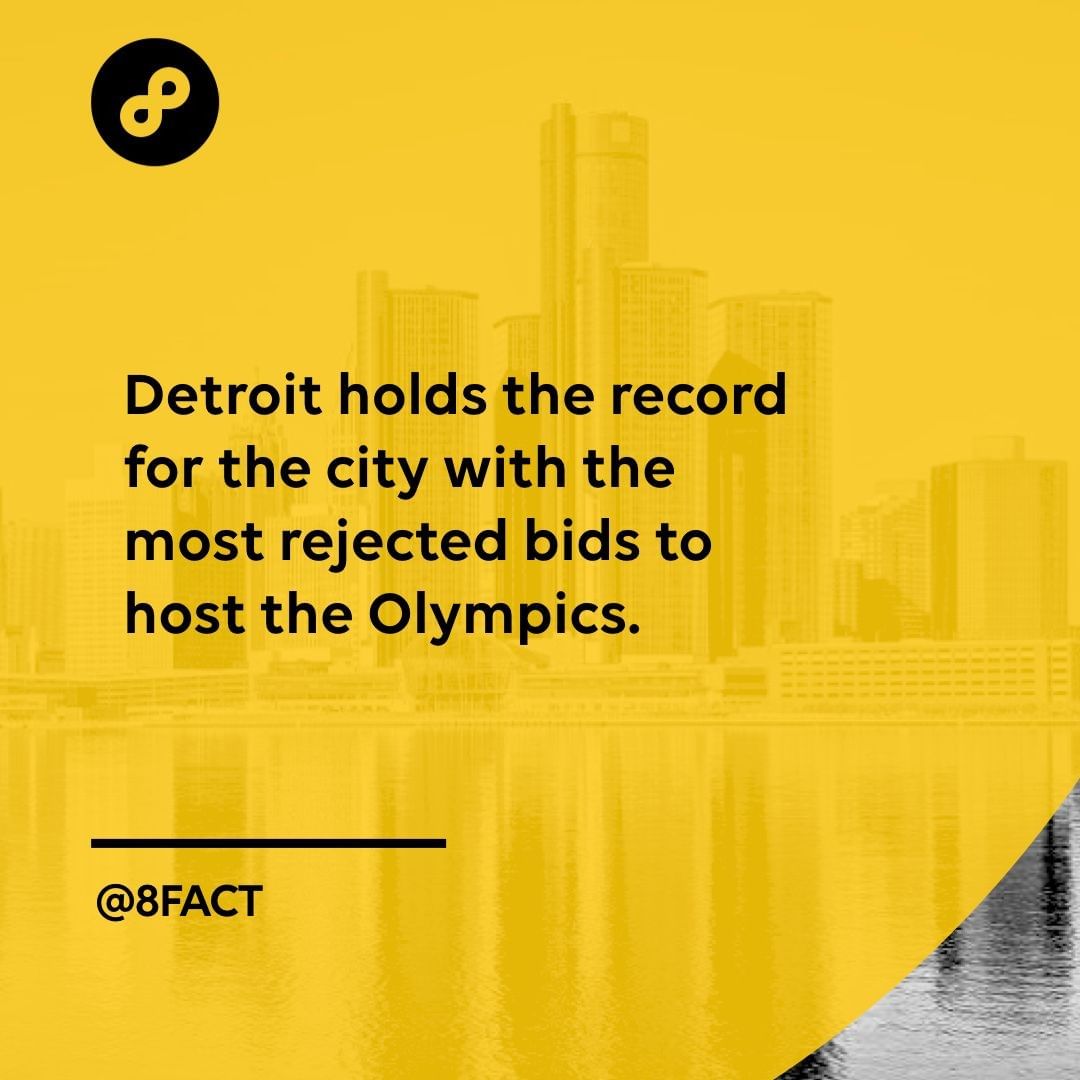 Detroit holds the record
for the city with the
most rejected bids to
host the Olympics.
@8FACT